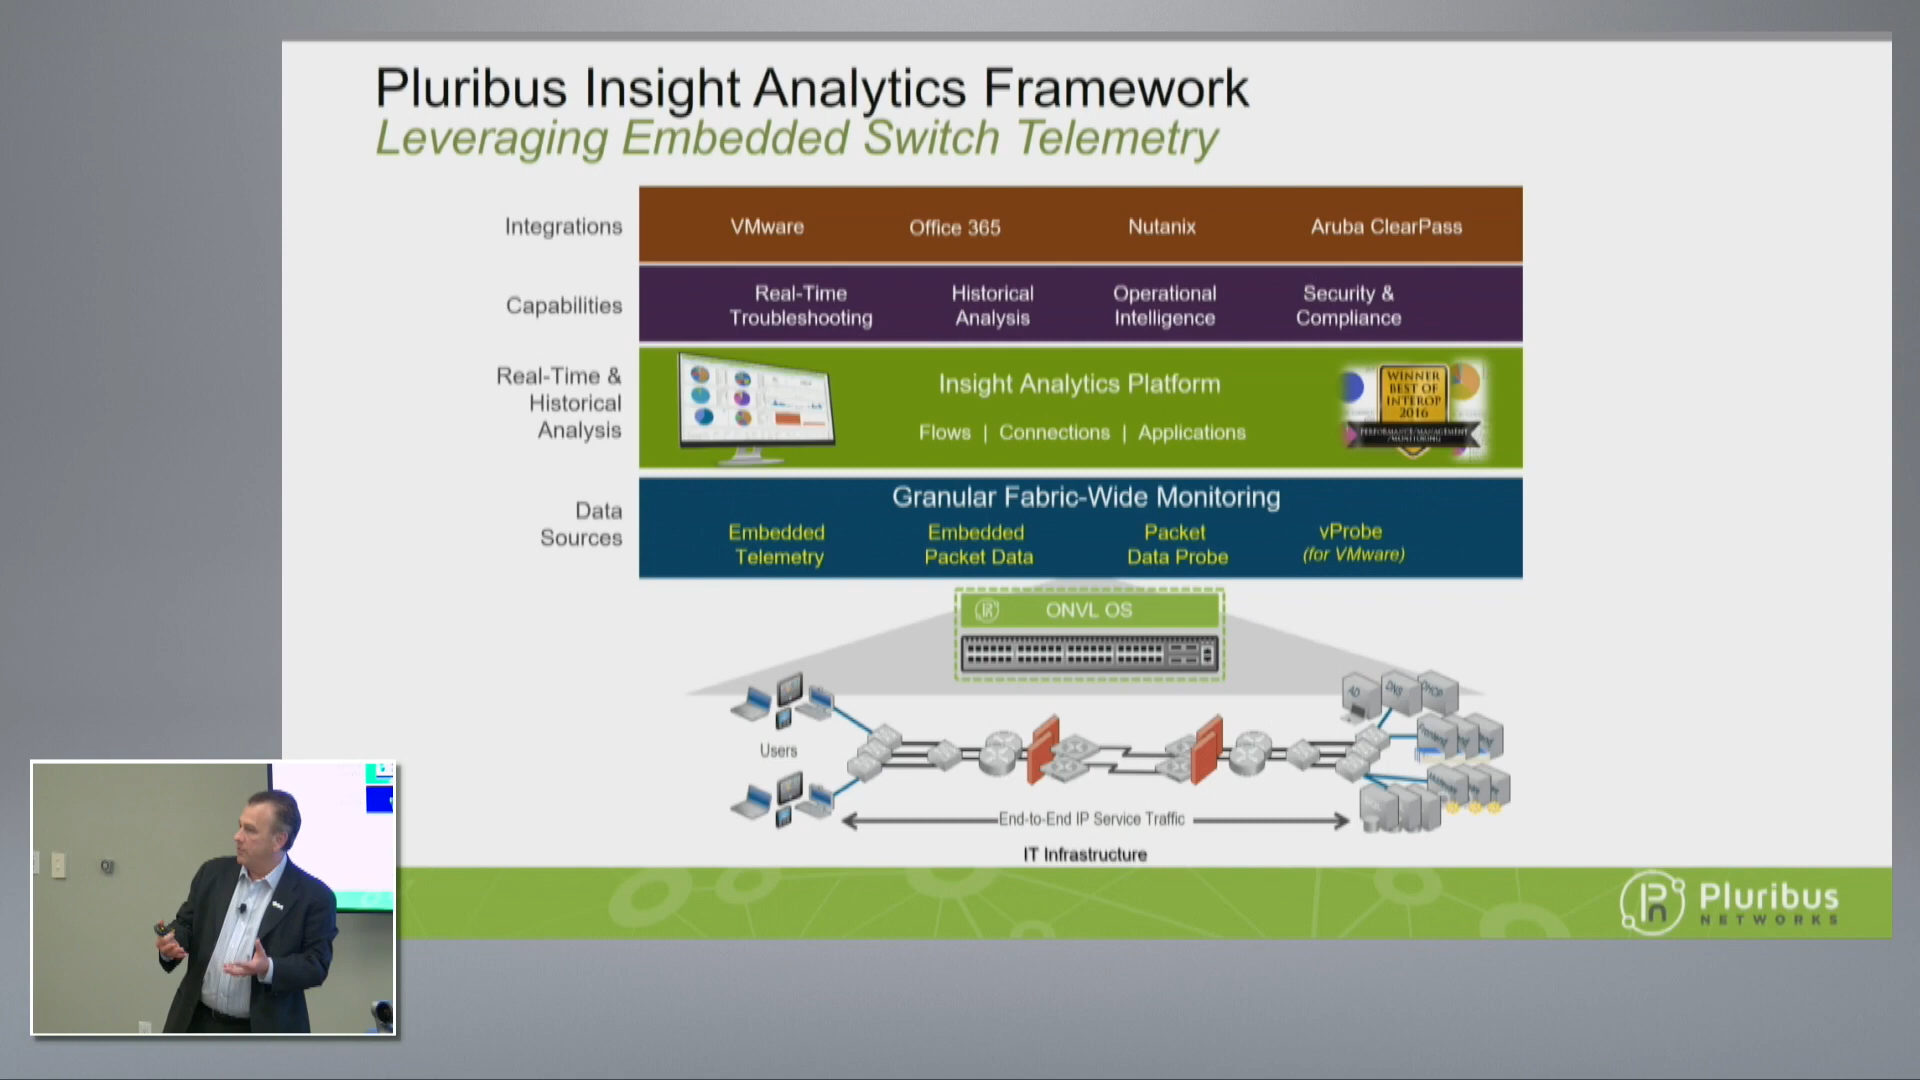 Pluribus Insight Analytics Framework
Leveraging Embedded Switch Telemetry
Integrations
VMware
Office 365
Nutanix
Aruba ClearPass
Capabilities
Real-Time
Troubleshooting
Historical
Analysis
Operational
Intelligence
Security &
Compliance
Real-Time &
Historical
Analysis
Insight Analytics Platform
Flows | Connections | Applications
WINNER
BEST OF
INTEROP
2016
PERFORMANCE/MANAGEMENT
/MONITORING
Data
Sources
Granular Fabric-Wide Monitoring
Embedded
Telemetry
Embedded
Packet Data
Packet
Data Probe
vProbe
(for VMware)
ONVL OS
AD
DNS
DHCP
Users
End-to-End IP Service Traffic
IT Infrastructure
Pluribus
NETWORKS